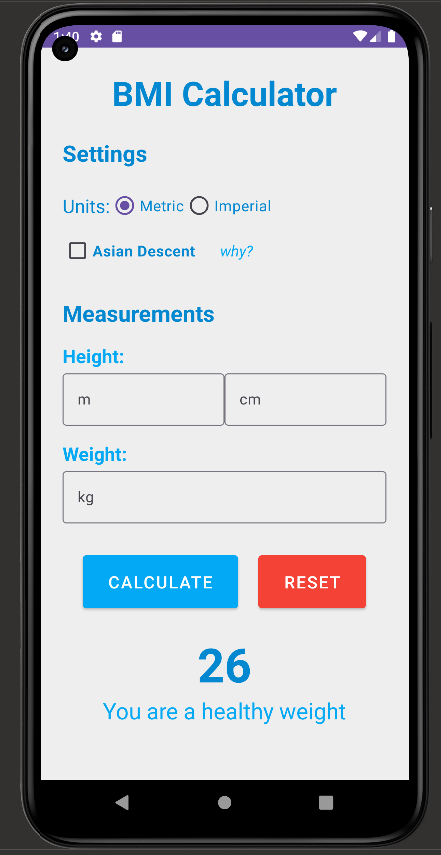 1:40
BMI Calculator
Settings
Units: Metric Imperial
Asian Descent why?
Measurements
Height:
m cm
Weight:
kg
CALCULATE RESET
26
You are a healthy weight